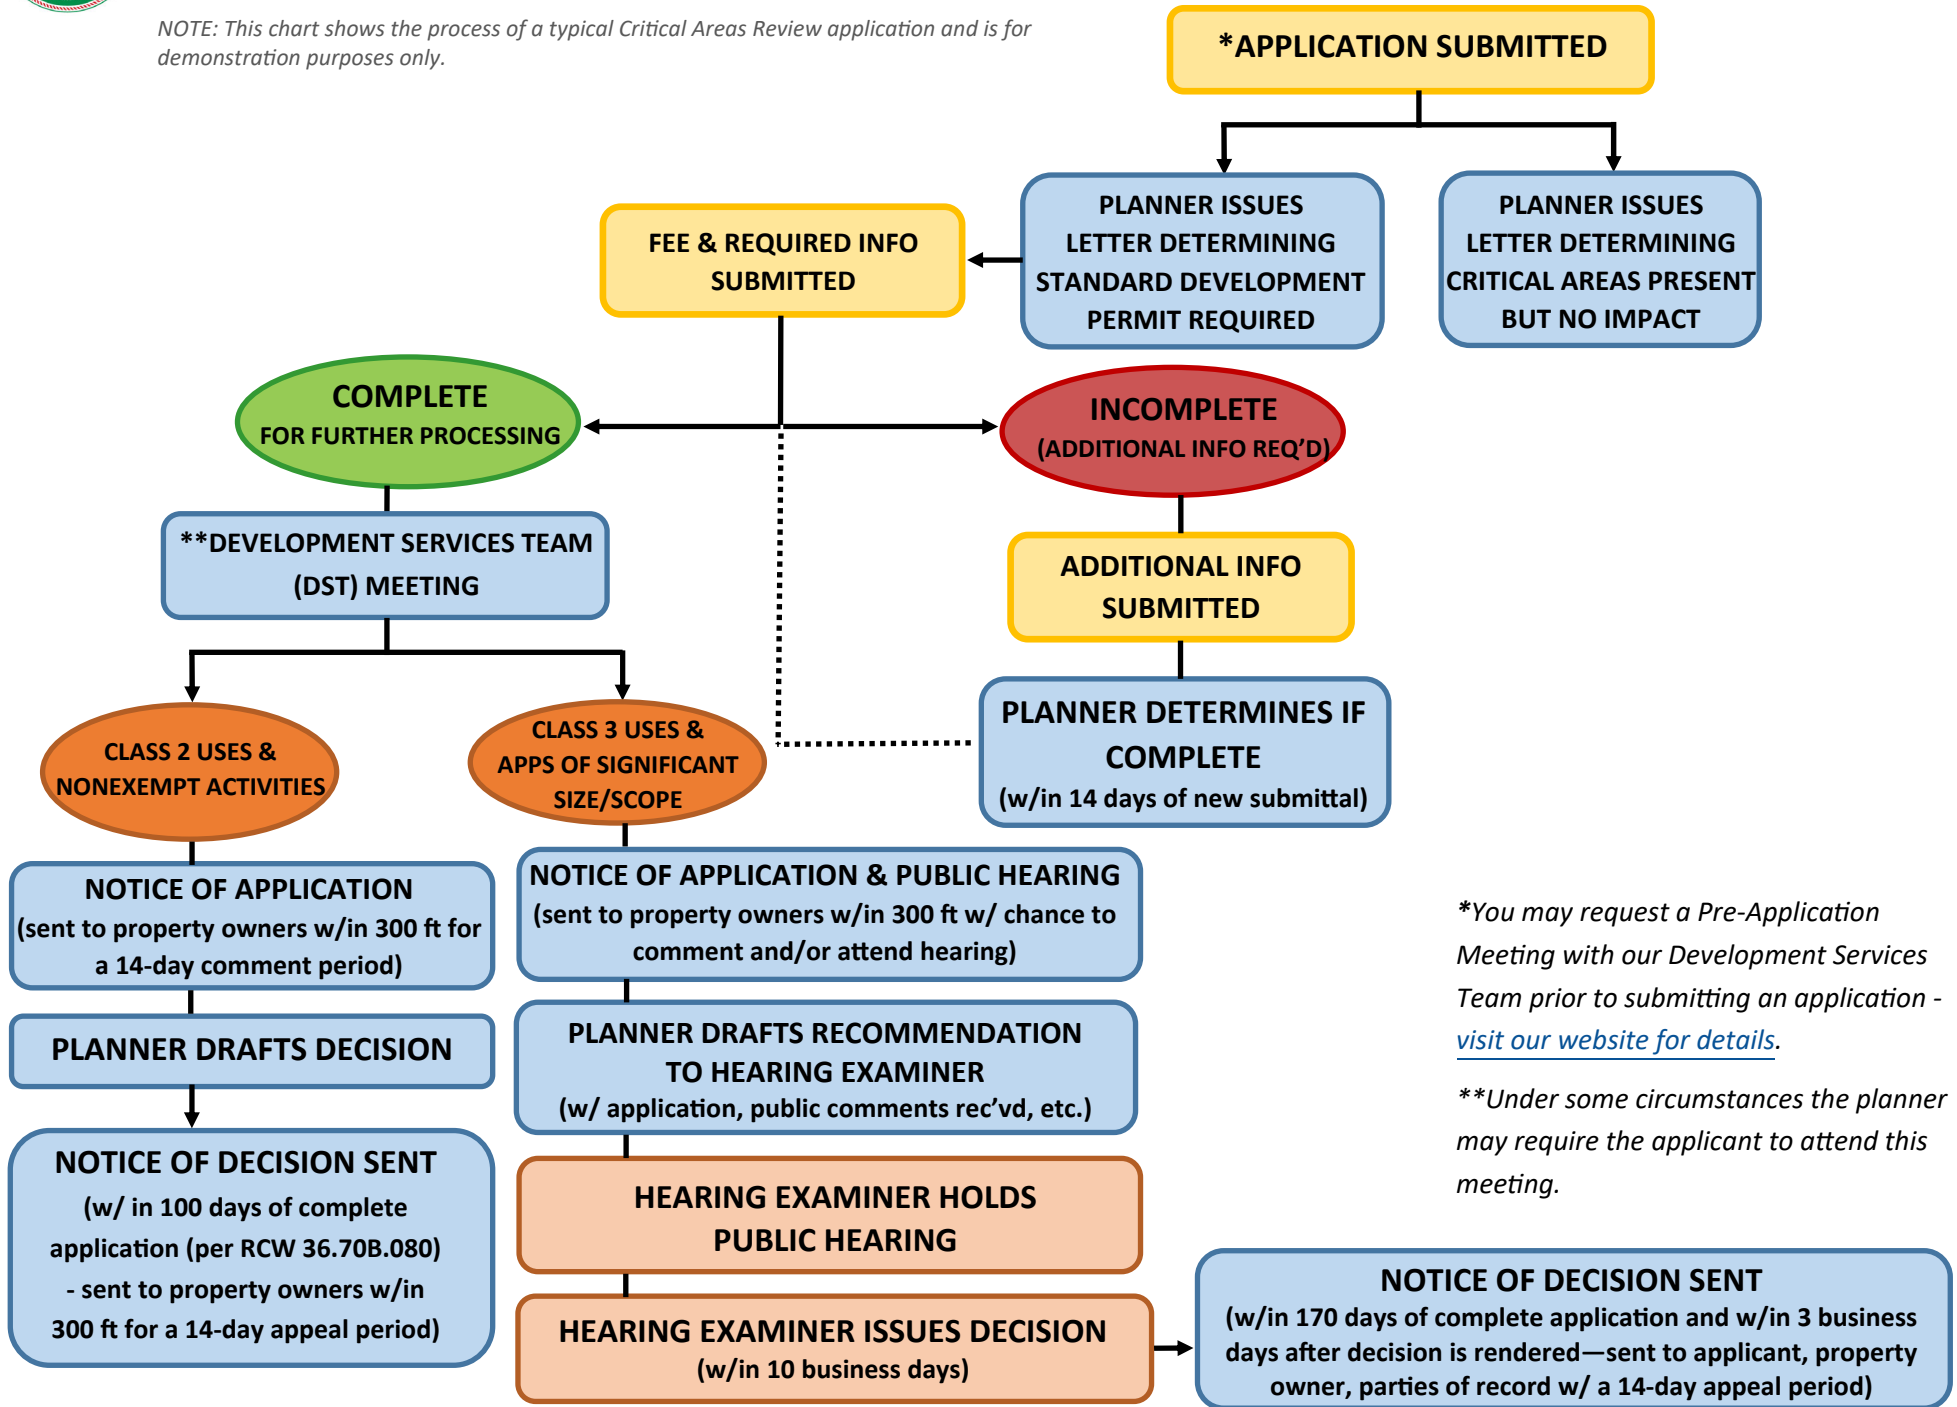 NOTE: This chart shows the process of a typical Critical Areas Review application and is for
demonstration purposes only.
*APPLICATION SUBMITTED
PLANNER ISSUES
LETTER DETERMINING
STANDARD DEVELOPMENT
PERMIT REQUIRED
PLANNER ISSUES
LETTER DETERMINING
CRITICAL AREAS PRESENT
BUT NO IMPACT
FEE & REQUIRED INFO
SUBMITTED
COMPLETE
FOR FURTHER PROCESSING
INCOMPLETE
(ADDITIONAL INFO REQ’D)
**DEVELOPMENT SERVICES TEAM
(DST) MEETING
ADDITIONAL INFO
SUBMITTED
PLANNER DETERMINES IF
COMPLETE
(w/in 14 days of new submittal)
CLASS 2 USES &
NONEXEMPT ACTIVITIES
CLASS 3 USES &
APPS OF SIGNIFICANT
SIZE/SCOPE
NOTICE OF APPLICATION
(sent to property owners w/in 300 ft for
a 14-day comment period)
PLANNER DRAFTS DECISION
NOTICE OF DECISION SENT
(w/ in 100 days of complete
application (per RCW 36.70B.080)
- sent to property owners w/in
300 ft for a 14-day appeal period)
NOTICE OF APPLICATION & PUBLIC HEARING
(sent to property owners w/in 300 ft w/ chance to
comment and/or attend hearing)
PLANNER DRAFTS RECOMMENDATION
TO HEARING EXAMINER
(w/ application, public comments rec’vd, etc.)
HEARING EXAMINER HOLDS
PUBLIC HEARING
HEARING EXAMINER ISSUES DECISION
(w/in 10 business days)
NOTICE OF DECISION SENT
(w/in 170 days of complete application and w/in 3 business
days after decision is rendered—sent to applicant, property
owner, parties of record w/ a 14-day appeal period)
*You may request a Pre-Application
Meeting with our Development Services
Team prior to submitting an application -
visit our website for details.
**Under some circumstances the planner
may require the applicant to attend this
meeting.